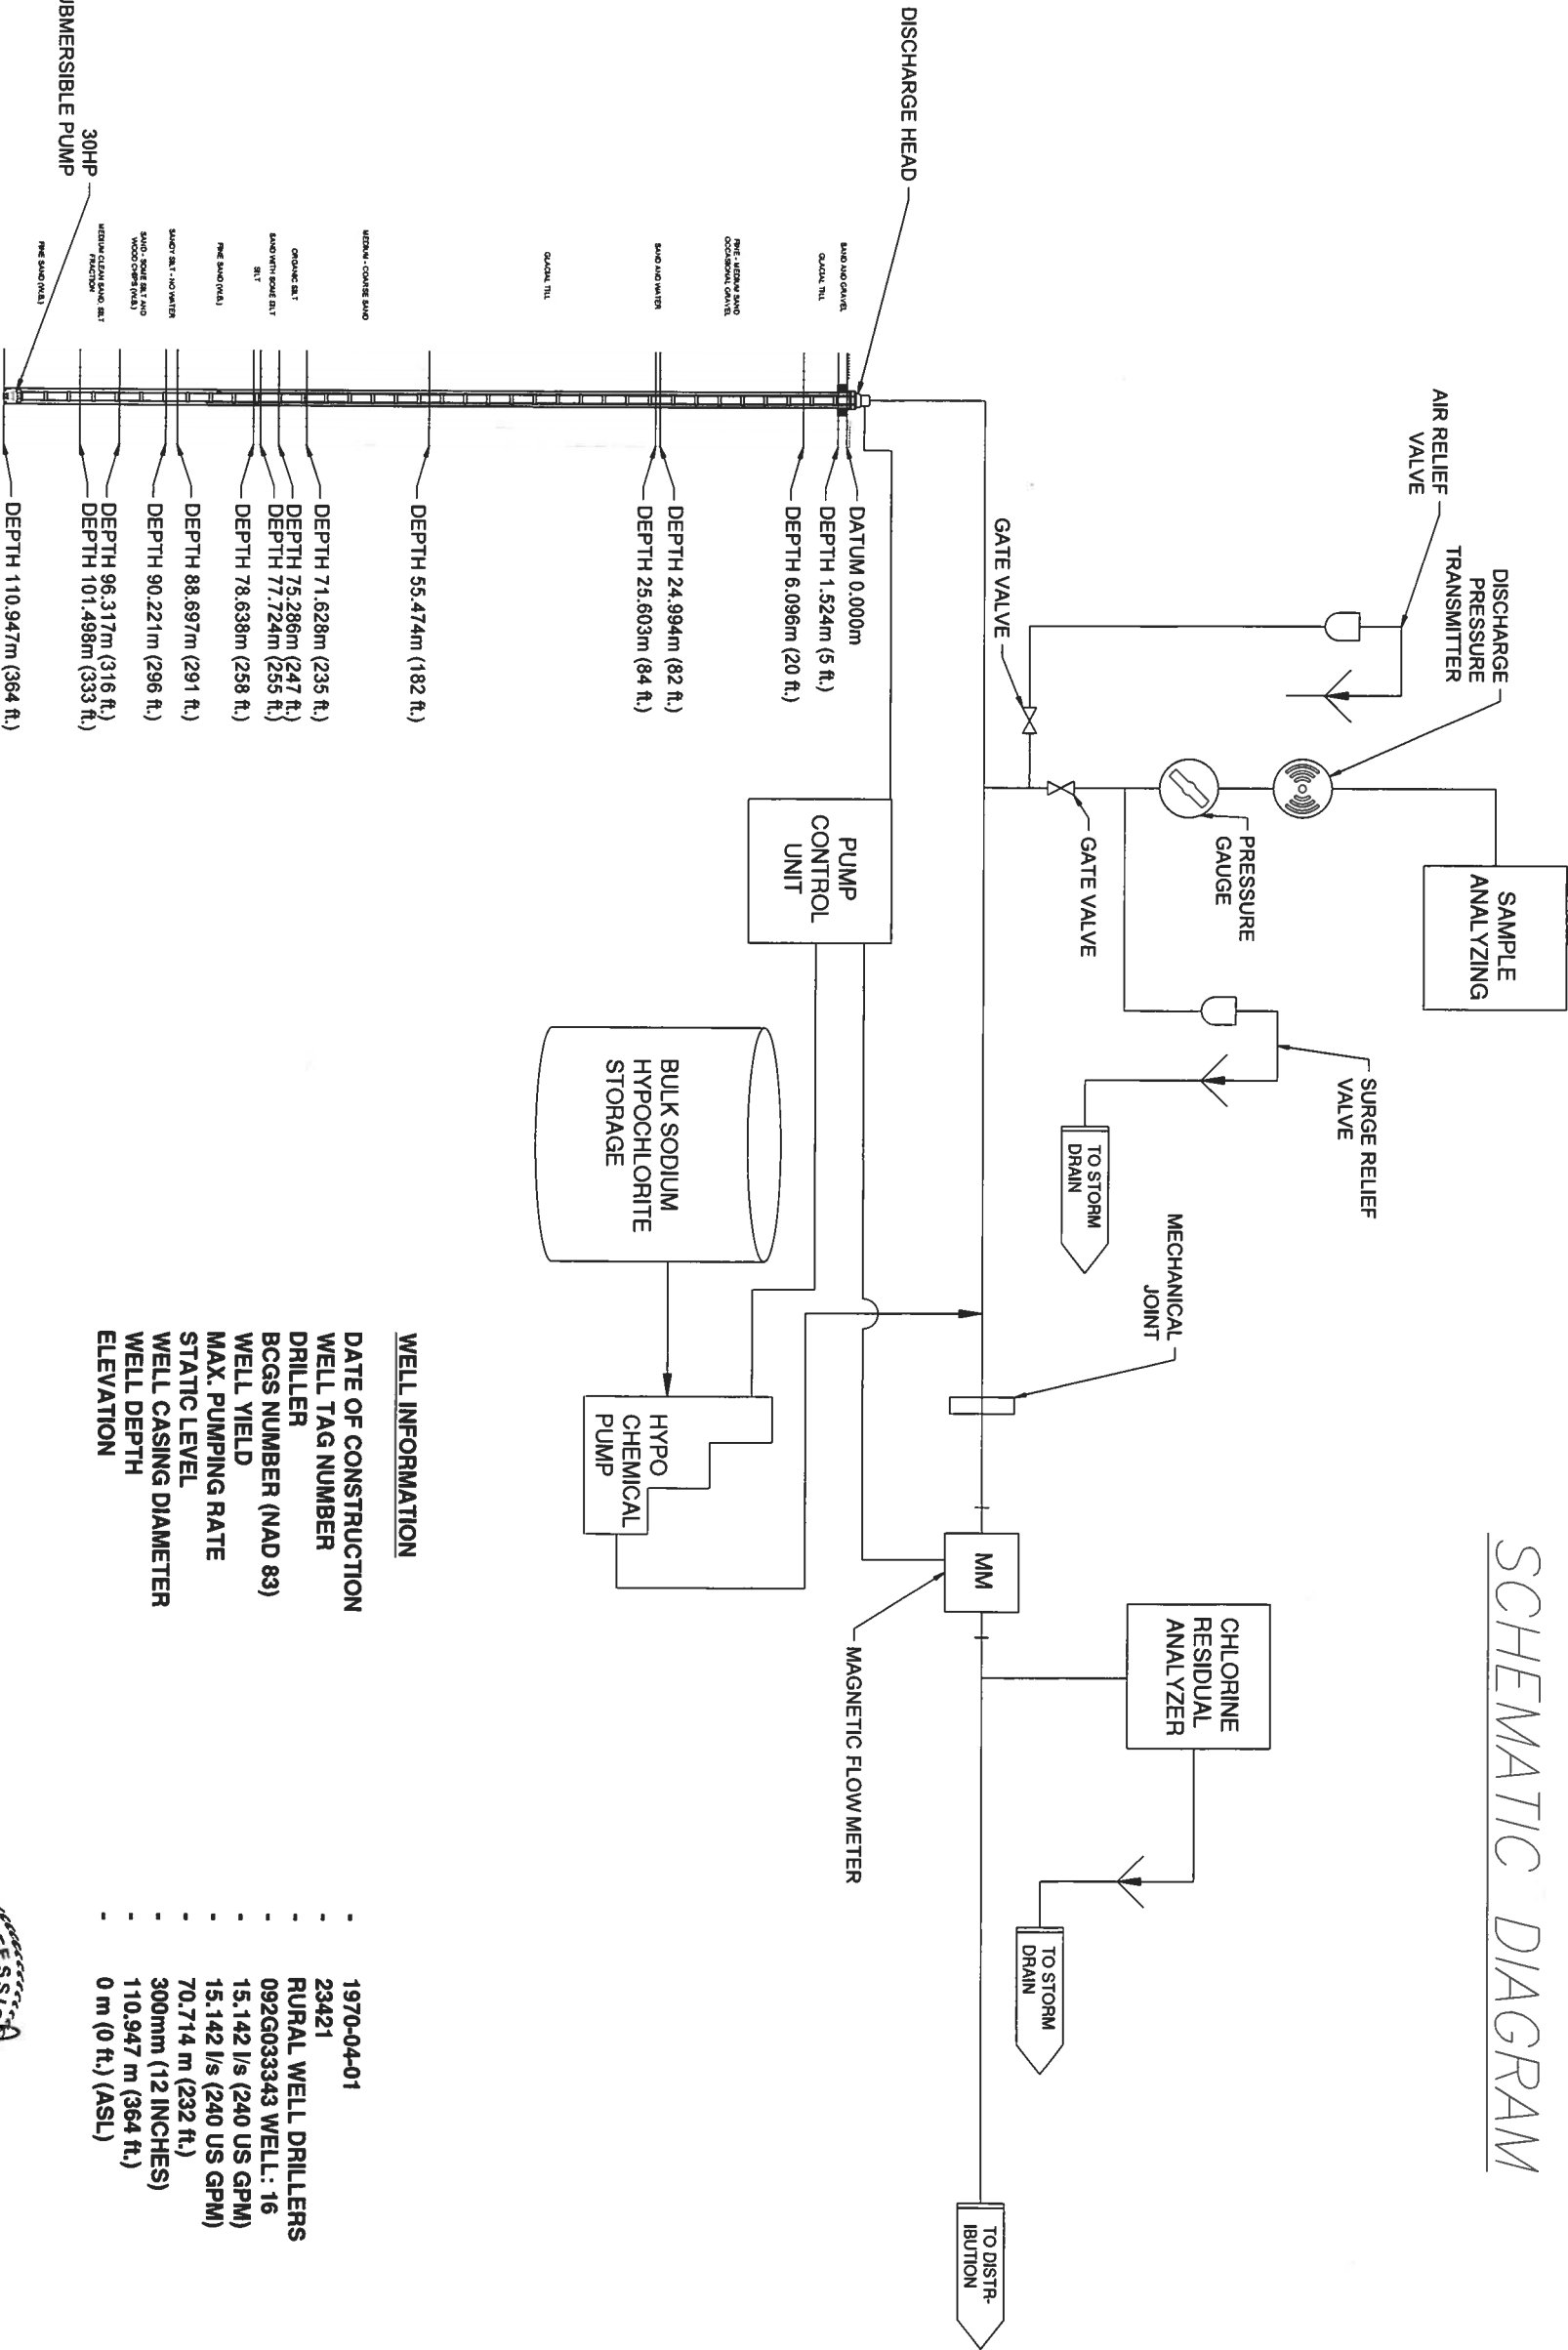 SCHEMATIC DIAGRAM
SAMPLE
ANALYZING
DISCHARGE
PRESSURE
TRANSMITTER
AIR RELIEF
VALVE
SURGE RELIEF
VALVE
PRESSURE
GAUGE
GATE VALVE
GATE VALVE
TO STORM
DRAIN
MECHANICAL
JOINT
CHLORINE
RESIDUAL
ANALYZER
TO STORM
DRAIN
TO DISTR-
IBUTION
MM
MAGNETIC FLOW METER
DISCHARGE HEAD
PUMP
CONTROL
UNIT
BULK SODIUM
HYPOCHLORITE
STORAGE
HYPO
CHEMICAL
PUMP
SAND AND GRAVEL
GLACIAL TILL
FINE - MEDIUM SAND
OCCASIONAL GRAVEL
SAND AND WATER
GLACIAL TILL
MEDIUM - COARSE SAND
ORGANIC SILT
SAND WITH SOME SILT
SILT
FINE SAND (W.B.)
SANDY SILT - NO WATER
SAND - SOME SILT AND
WOOD CHIPS (W.B.)
MEDIUM CLEAN SAND, SILT
FRACTION
FINE SAND (W.B.)
30HP
SUBMERSIBLE PUMP
DATUM 0.000m
DEPTH 1.524m (5 ft.)
DEPTH 6.096m (20 ft.)
DEPTH 24.994m (82 ft.)
DEPTH 25.603m (84 ft.)
DEPTH 55.474m (182 ft.)
DEPTH 71.628m (235 ft.)
DEPTH 75.286m (247 ft.)
DEPTH 77.724m (255 ft.)
DEPTH 78.638m (258 ft.)
DEPTH 88.697m (291 ft.)
DEPTH 90.221m (296 ft.)
DEPTH 96.317m (316 ft.)
DEPTH 101.498m (333 ft.)
DEPTH 110.947m (364 ft.)
WELL INFORMATION
DATE OF CONSTRUCTION - 1970-04-01
WELL TAG NUMBER - 23421
DRILLER - RURAL WELL DRILLERS
BCGS NUMBER (NAD 83) - 092G033343 WELL: 16
WELL YIELD - 15.142 l/s (240 US GPM)
MAX. PUMPING RATE - 15.142 l/s (240 US GPM)
STATIC LEVEL - 70.714 m (232 ft.)
WELL CASING DIAMETER - 300mm (12 INCHES)
WELL DEPTH - 110.947 m (364 ft.)
ELEVATION - 0 m (0 ft.) (ASL)